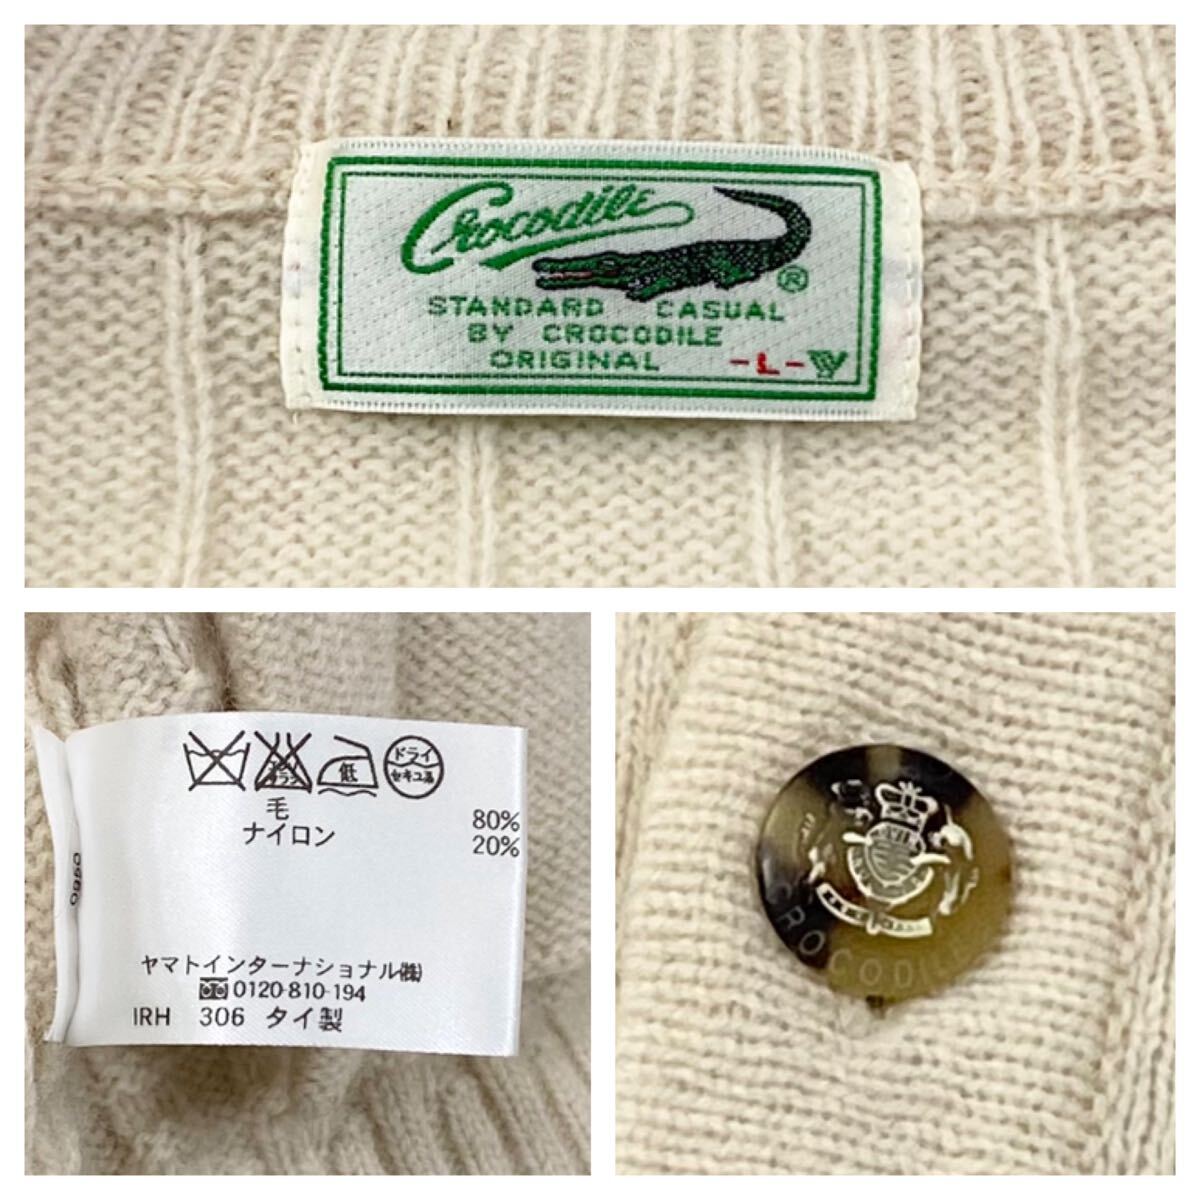 Crocodile
®
STANDARD CASUAL
BY CROCODILE
ORIGINAL -L-
低
ドライ
セキユ系
毛 80%
ナイロン 20%
ヤマトインターナショナル(株)
0120-810-194
IRH 306 タイ製
CROCODILE